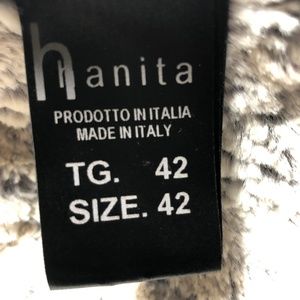 hanita
PRODOTTO IN ITALIA
MADE IN ITALY
TG. 42
SIZE. 42